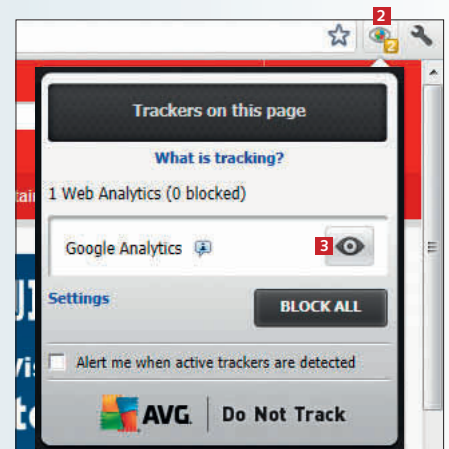 2
2
Trackers on this page
What is tracking?
1 Web Analytics (0 blocked)
Google Analytics
3
Settings
BLOCK ALL
Alert me when active trackers are detected
AVG. Do Not Track